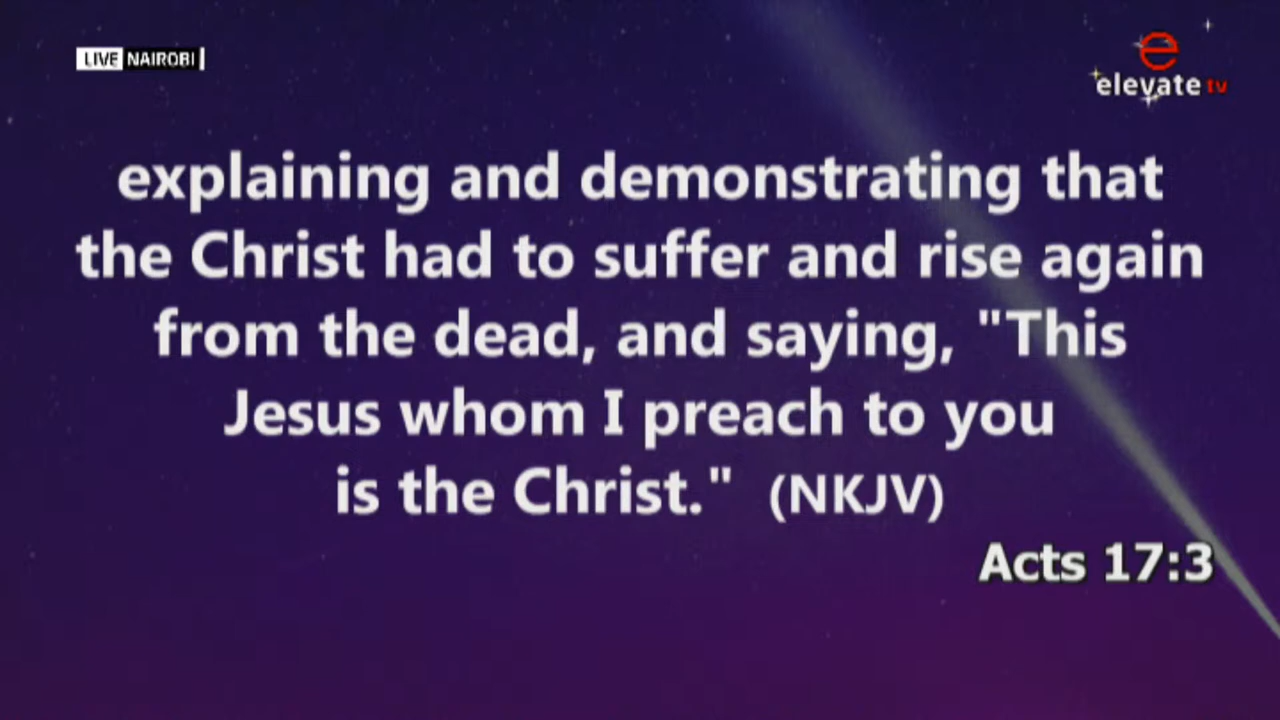 LIVE NAIROBI
e
elevate tv
explaining and demonstrating that
the Christ had to suffer and rise again
from the dead, and saying, "This
Jesus whom I preach to you
is the Christ." (NKJV)
Acts 17:3